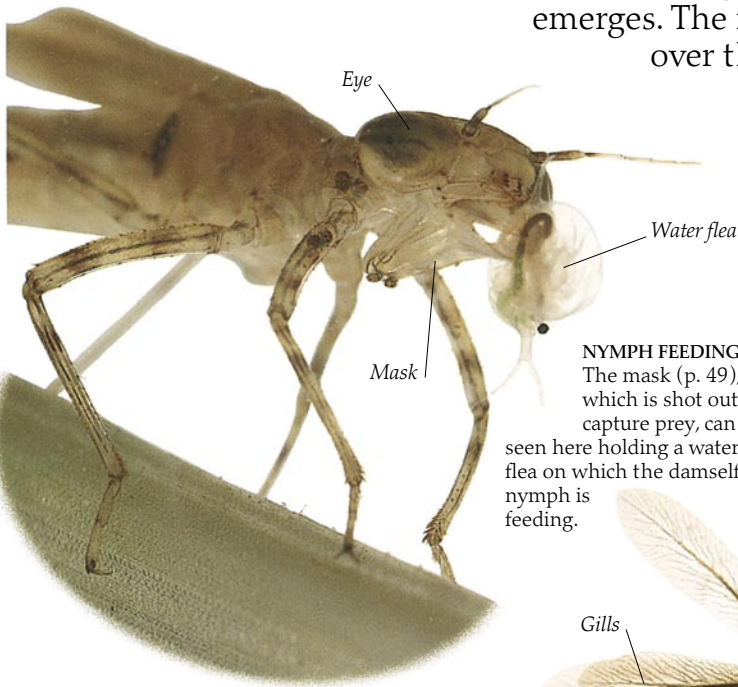 emerges. The
over
Eye
Water flea
Mask
NYMPH FEEDING
The mask (p. 49),
which is shot out
capture prey, can
seen here holding a water
flea on which the damself
nymph is
feeding.
Gills